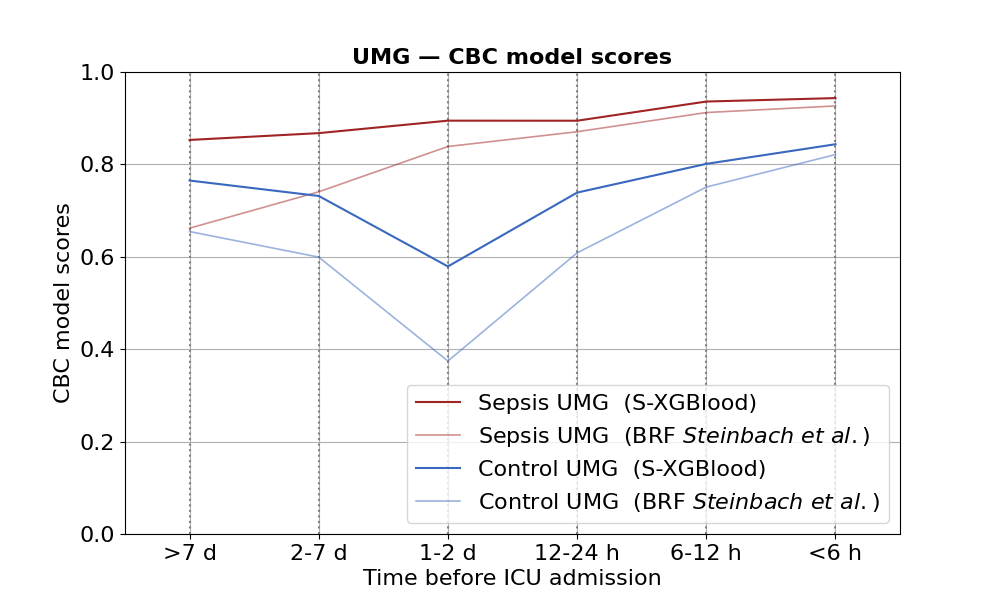 UMG — CBC model scores
CBC model scores
1.0
0.8
0.6
0.4
0.2
0.0
Sepsis UMG (S-XGBlood)
Sepsis UMG (BRF Steinbach et al.)
Control UMG (S-XGBlood)
Control UMG (BRF Steinbach et al.)
>7 d 2-7 d 1-2 d 12-24 h 6-12 h <6 h
Time before ICU admission